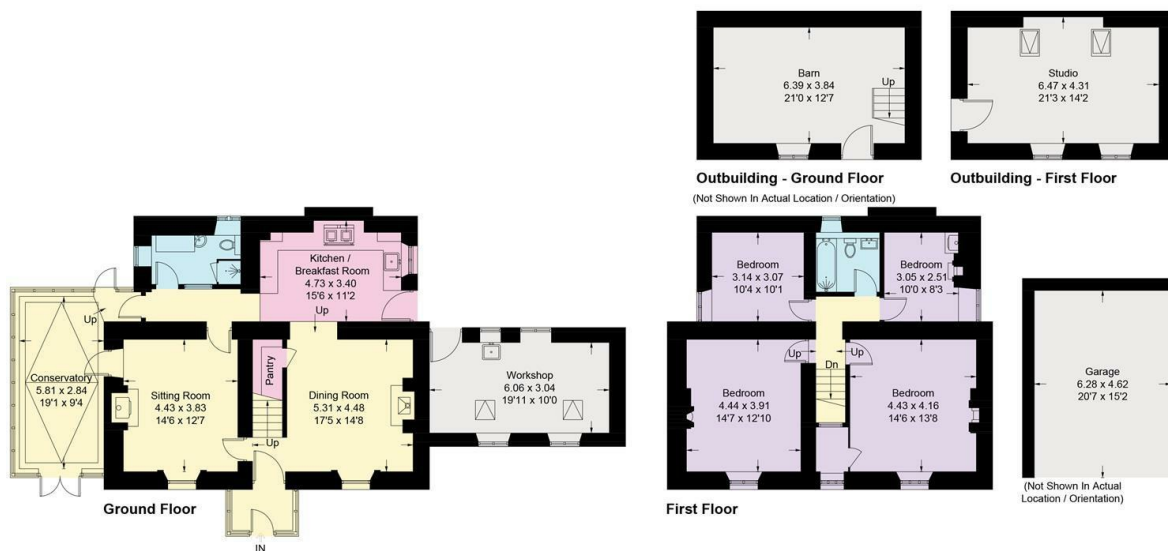 Barn
6.39 x 3.84
21'0 x 12'7
Up
Outbuilding - Ground Floor
(Not Shown In Actual Location / Orientation)
Studio
6.47 x 4.31
21'3 x 14'2
Outbuilding - First Floor
Kitchen /
Breakfast Room
4.73 x 3.40
15'6 x 11'2
Up
Up
Conservatory
5.81 x 2.84
19'1 x 9'4
Sitting Room
4.43 x 3.83
14'6 x 12'7
Pantry
Dining Room
5.31 x 4.48
17'5 x 14'8
Up
Workshop
6.06 x 3.04
19'11 x 10'0
Ground Floor
IN
Bedroom
3.14 x 3.07
10'4 x 10'1
Bedroom
3.05 x 2.51
10'0 x 8'3
Up
Up
Dn
Bedroom
4.44 x 3.91
14'7 x 12'10
Bedroom
4.43 x 4.16
14'6 x 13'8
First Floor
Garage
6.28 x 4.62
20'7 x 15'2
(Not Shown In Actual
Location / Orientation)